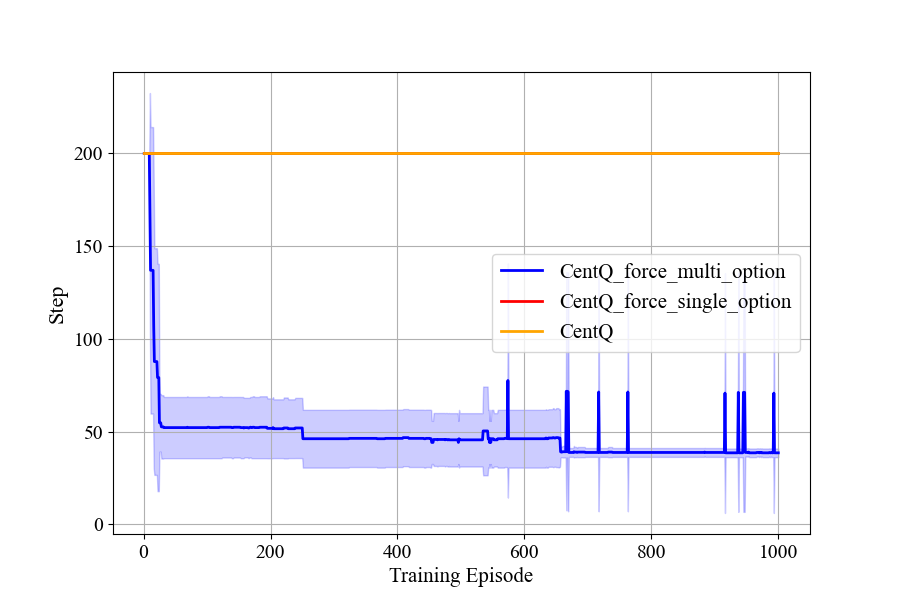 200
150
100
50
0
Step
CentQ_force_multi_option
CentQ_force_single_option
CentQ
0 200 400 600 800 1000
Training Episode